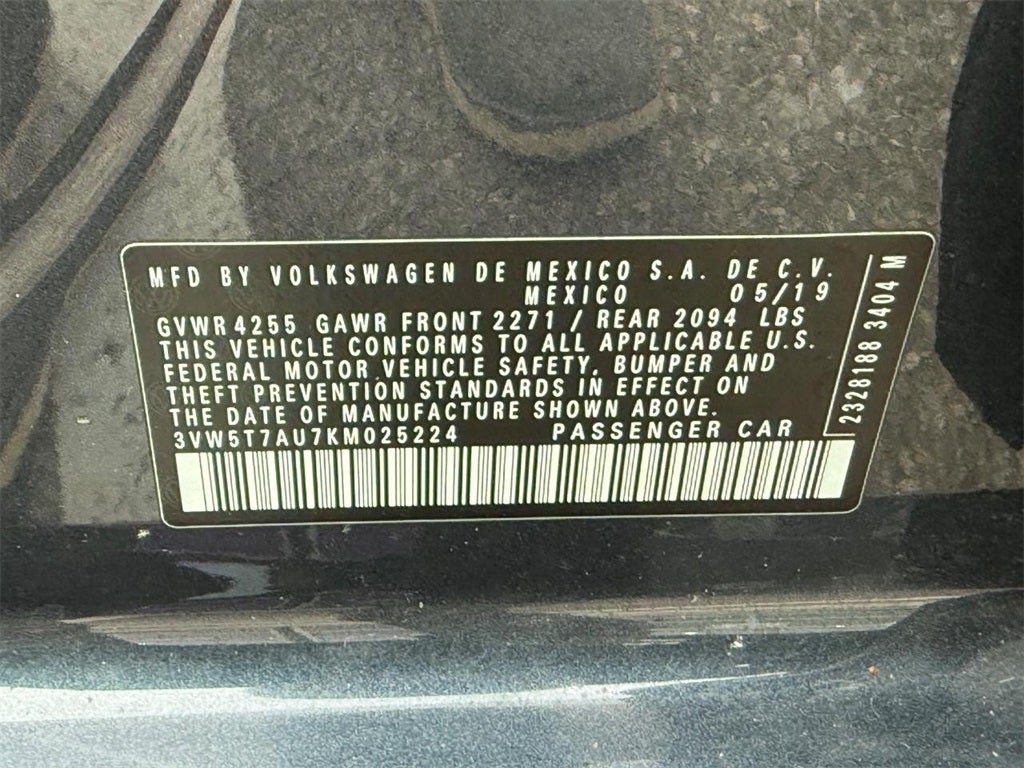 MFD BY VOLKSWAGEN DE MEXICO S.A. DE C.V.
MEXICO 05/19
GVWR 4255 GAWR FRONT 2271 / REAR 2094 LBS
THIS VEHICLE CONFORMS TO ALL APPLICABLE U.S.
FEDERAL MOTOR VEHICLE SAFETY, BUMPER AND
THEFT PREVENTION STANDARDS IN EFFECT ON
THE DATE OF MANUFACTURE SHOWN ABOVE.
3VW5T7AU7KM025224 PASSENGER CAR
2328188 3404 M